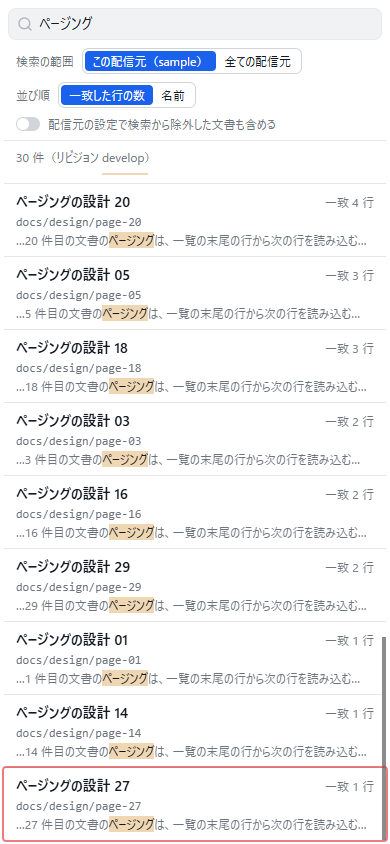 ページング
検索の範囲 この配信元（sample） 全ての配信元
並び順 一致した行の数 名前
配信元の設定で検索から除外した文書も含める
30 件（リビジョン develop）
ページングの設計 20 一致 4 行
docs/design/page-20
…20 件目の文書のページングは、一覧の末尾の行から次の行を読み込む…
ページングの設計 05 一致 3 行
docs/design/page-05
…5 件目の文書のページングは、一覧の末尾の行から次の行を読み込む…
ページングの設計 18 一致 3 行
docs/design/page-18
…18 件目の文書のページングは、一覧の末尾の行から次の行を読み込む…
ページングの設計 03 一致 2 行
docs/design/page-03
…3 件目の文書のページングは、一覧の末尾の行から次の行を読み込む…
ページングの設計 16 一致 2 行
docs/design/page-16
…16 件目の文書のページングは、一覧の末尾の行から次の行を読み込む…
ページングの設計 29 一致 2 行
docs/design/page-29
…29 件目の文書のページングは、一覧の末尾の行から次の行を読み込む…
ページングの設計 01 一致 1 行
docs/design/page-01
…1 件目の文書のページングは、一覧の末尾の行から次の行を読み込む…
ページングの設計 14 一致 1 行
docs/design/page-14
…14 件目の文書のページングは、一覧の末尾の行から次の行を読み込む…
ページングの設計 27 一致 1 行
docs/design/page-27
…27 件目の文書のページングは、一覧の末尾の行から次の行を読み込む…